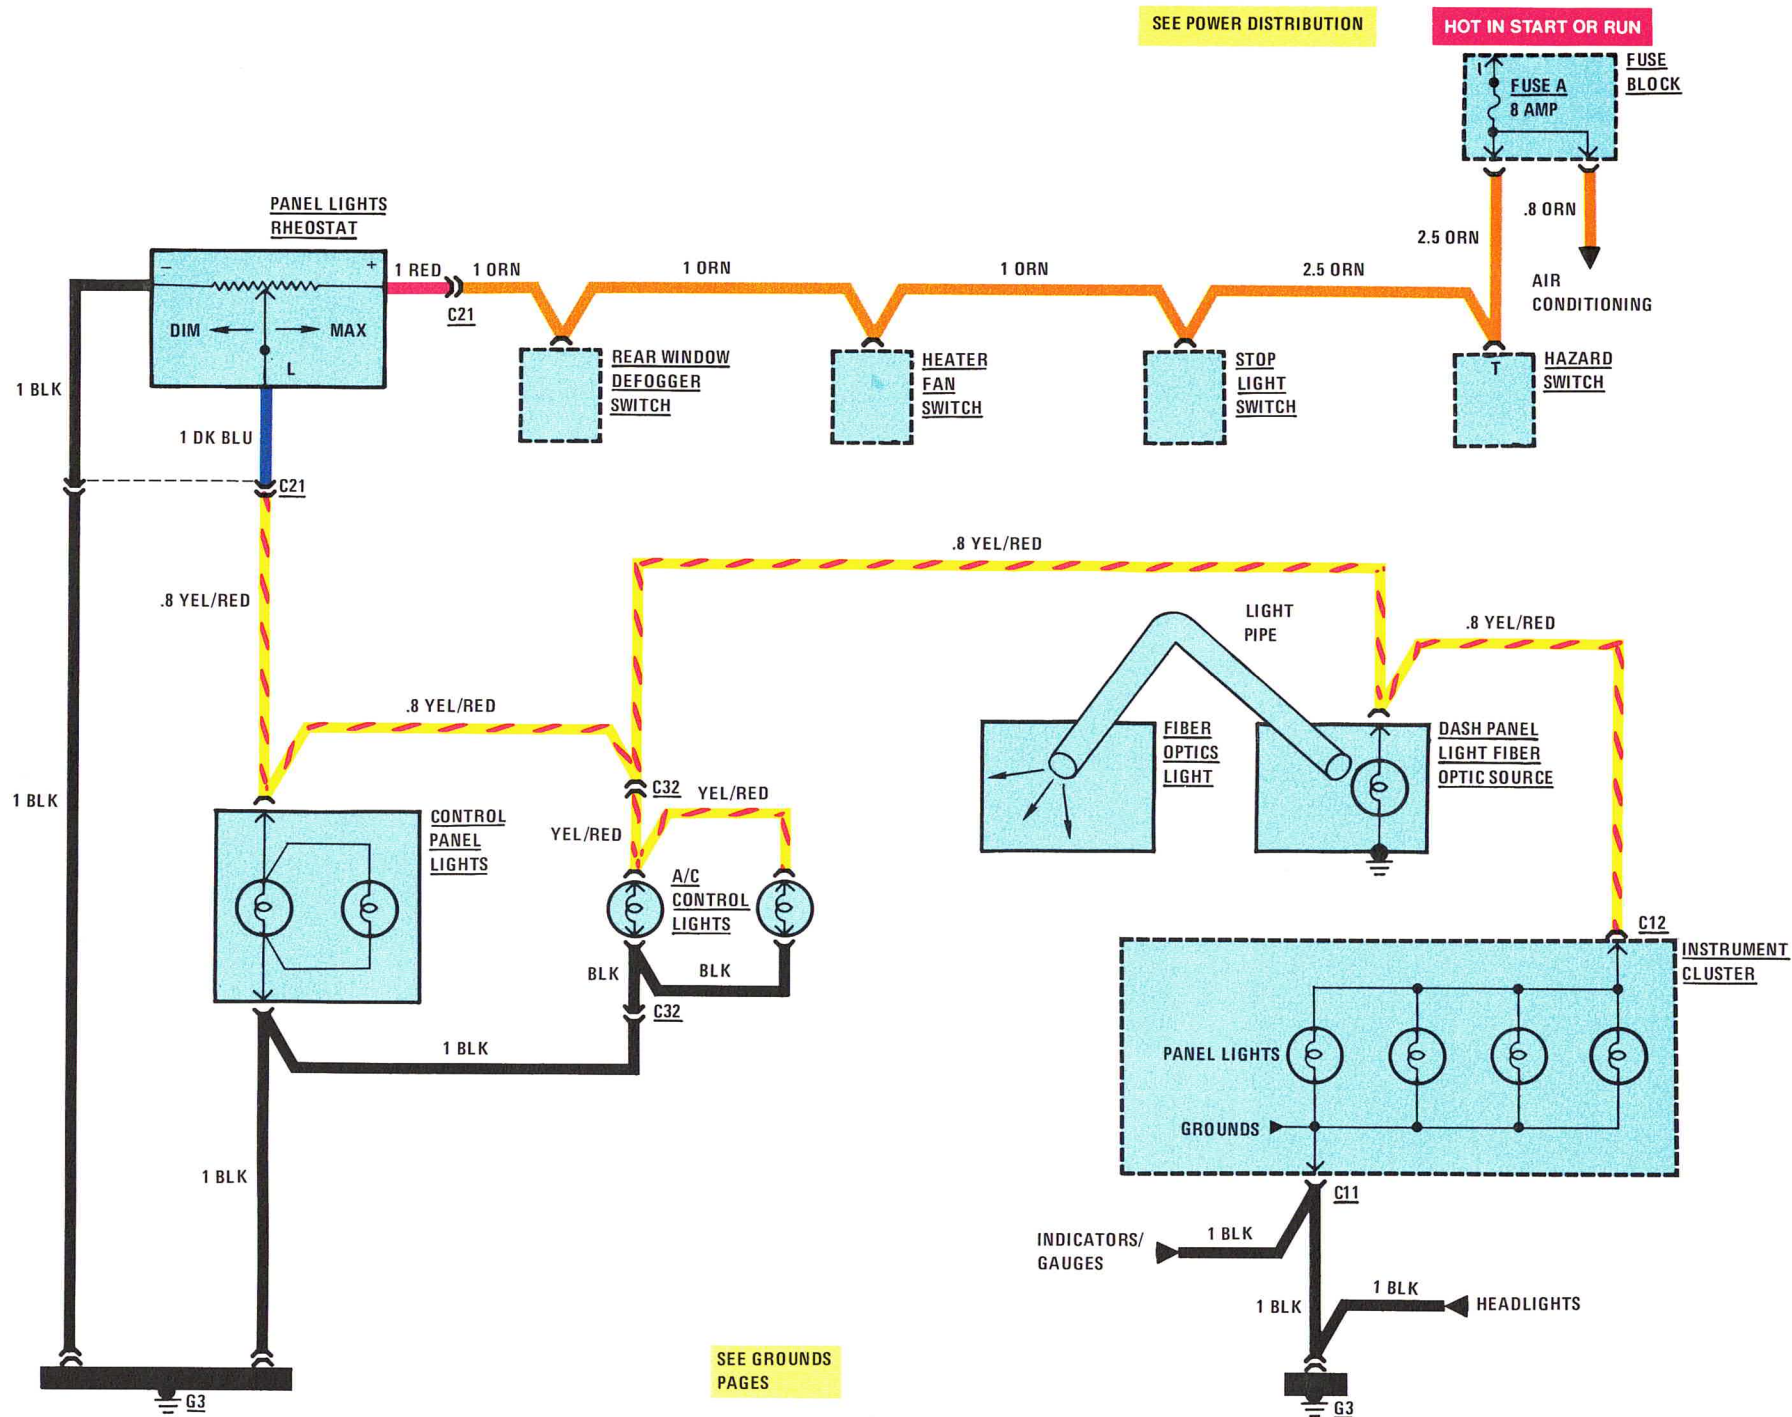 SEE POWER DISTRIBUTION
HOT IN START OR RUN
FUSE
BLOCK
FUSE A
8 AMP
.8 ORN
2.5 ORN
AIR
CONDITIONING
PANEL LIGHTS
RHEOSTAT
− +
DIM MAX
L
1 RED
C21
1 ORN
1 ORN
1 ORN
2.5 ORN
REAR WINDOW
DEFOGGER
SWITCH
HEATER
FAN
SWITCH
STOP
LIGHT
SWITCH
T
HAZARD
SWITCH
1 BLK
1 DK BLU
C21
.8 YEL/RED
.8 YEL/RED
.8 YEL/RED
.8 YEL/RED
LIGHT
PIPE
FIBER
OPTICS
LIGHT
DASH PANEL
LIGHT FIBER
OPTIC SOURCE
1 BLK
CONTROL
PANEL
LIGHTS
C32
YEL/RED
YEL/RED
A/C
CONTROL
LIGHTS
BLK
BLK
C32
1 BLK
1 BLK
C12
INSTRUMENT
CLUSTER
PANEL LIGHTS
GROUNDS
C11
INDICATORS/
GAUGES
1 BLK
1 BLK
1 BLK
HEADLIGHTS
SEE GROUNDS
PAGES
G3
G3